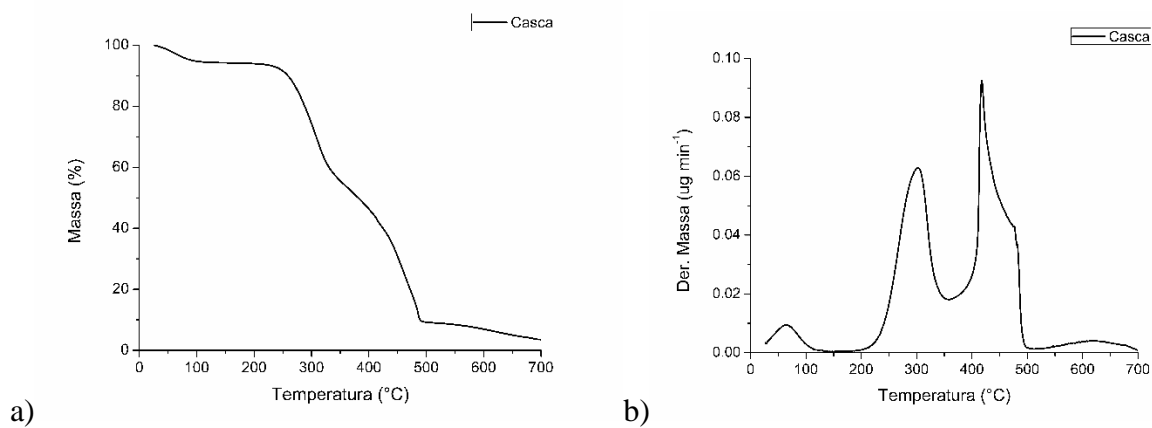 Casca
100
80
60
40
20
0
Massa (%)
0 100 200 300 400 500 600 700
Temperatura (°C)
a)
Casca
0.10
0.08
0.06
0.04
0.02
0.00
Der. Massa (ug min⁻¹)
0 100 200 300 400 500 600 700
Temperatura (°C)
b)